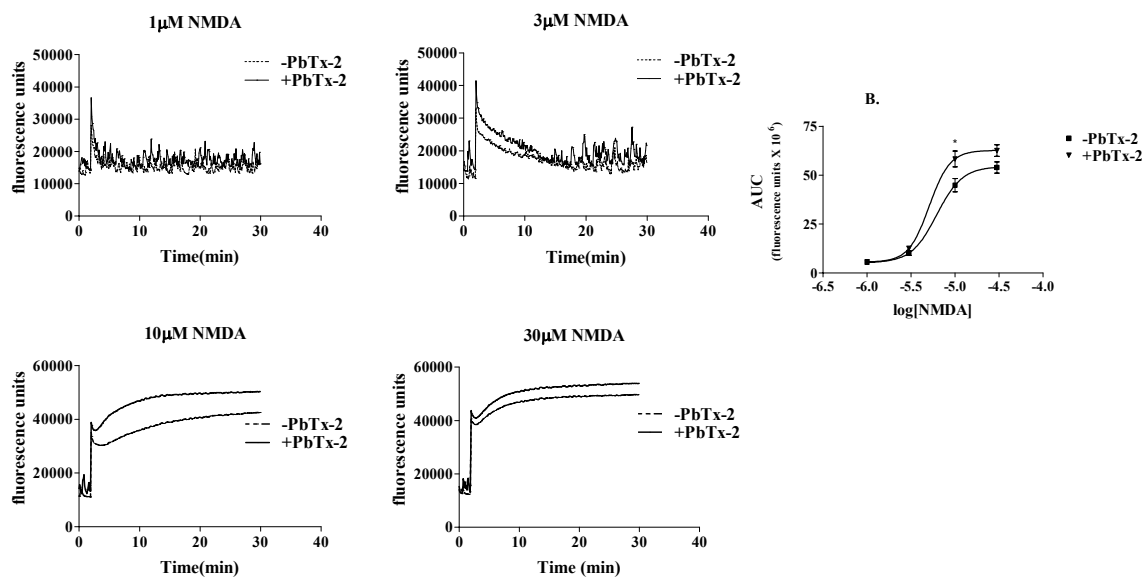 1μM NMDA
fluorescence units
50000
40000
30000
20000
10000
0
0 10 20 30 40
Time(min)
-PbTx-2
+PbTx-2
3μM NMDA
fluorescence units
50000
40000
30000
20000
10000
0
0 10 20 30 40
Time(min)
-PbTx-2
+PbTx-2
B.
AUC
(fluorescence units X 10⁶)
75
50
25
0
*
-6.5 -6.0 -5.5 -5.0 -4.5 -4.0
log[NMDA]
-PbTx-2
+PbTx-2
10μM NMDA
fluorescence units
60000
40000
20000
0
0 10 20 30 40
Time (min)
-PbTx-2
+PbTx-2
30μM NMDA
fluorescence units
60000
40000
20000
0
0 10 20 30 40
Time (min)
-PbTx-2
+PbTx-2